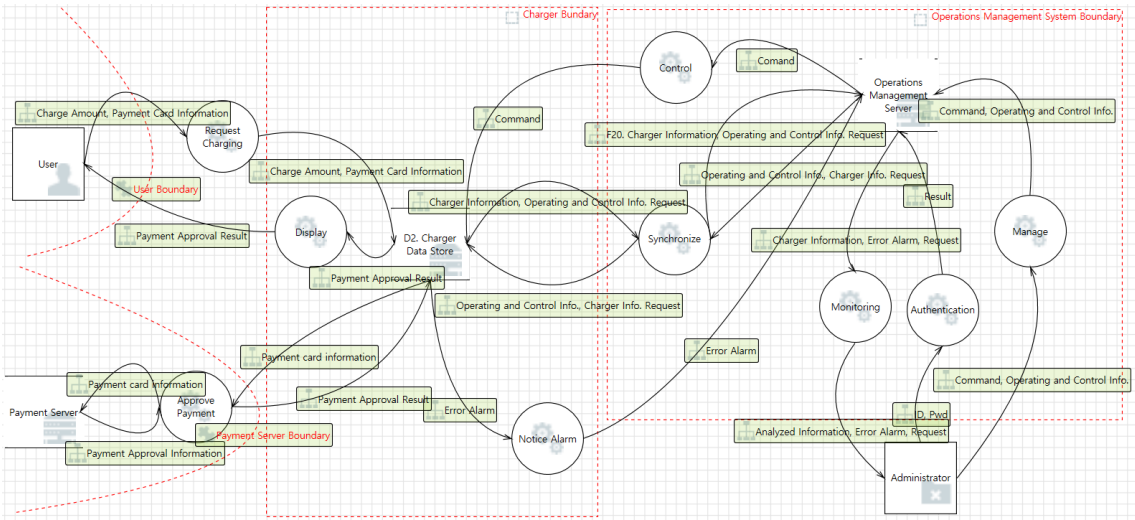 Charger Bundary
Operations Management System Boundary
Control
Comand
Operations
Management
Server
Charge Amount, Payment Card Information
Command
Command, Operating and Control Info.
Request
Charging
F20. Charger Information, Operating and Control Info. Request
User
Charge Amount, Payment Card Information
Operating and Control Info., Charger Info. Request
User Boundary
Result
Charger Information, Operating and Control Info. Request
Payment Approval Result
Display
D2. Charger
Data Store
Synchronize
Charger Information, Error Alarm, Request
Manage
Payment Approval Result
Operating and Control Info., Charger Info. Request
Monitoring
Authentication
Error Alarm
Payment card information
Payment card information
Command, Operating and Control Info.
Approve
Payment
Payment Approval Result
Error Alarm
Payment Server
ID, Pwd
Payment Server Boundary
Notice Alarm
Analyzed Information, Error Alarm, Request
Payment Approval Information
Administrator